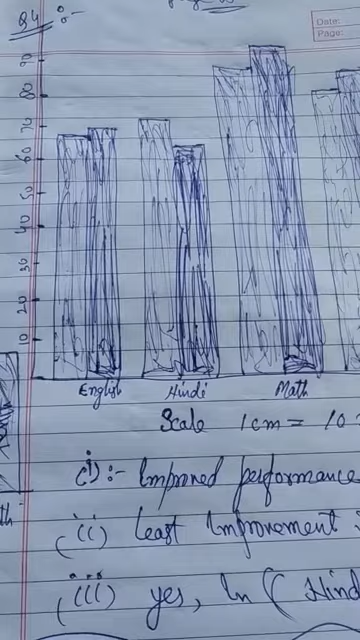 Q4 :-
Date:
Page:
90
80
70
60
50
40
30
20
10
English Hindi Math
Scale 1cm = 10
(i) :- Improved performance
(ii) Least Improvement
(iii) yes, In ( Hind